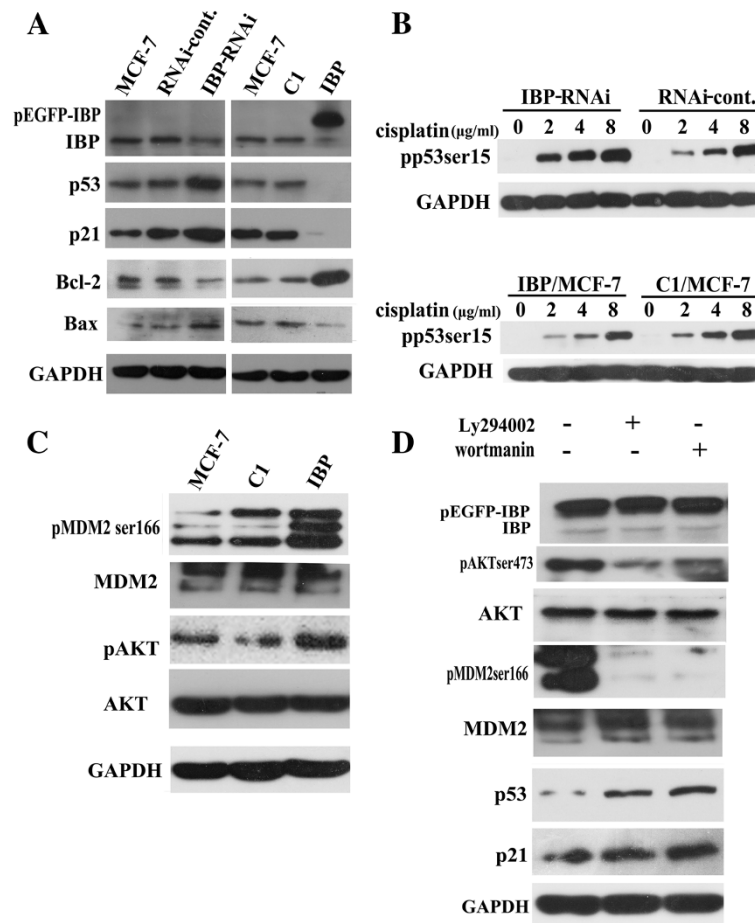 A
MCF-7 RNAi-cont. IBP-RNAi MCF-7 C1 IBP
pEGFP-IBP
IBP
p53
p21
Bcl-2
Bax
GAPDH
B
IBP-RNAi RNAi-cont.
cisplatin (μg/ml) 0 2 4 8 0 2 4 8
pp53ser15
GAPDH
IBP/MCF-7 C1/MCF-7
cisplatin (μg/ml) 0 2 4 8 0 2 4 8
pp53ser15
GAPDH
C
MCF-7 C1 IBP
pMDM2 ser166
MDM2
pAKT
AKT
GAPDH
D
Ly294002 - + -
wortmanin - - +
pEGFP-IBP
IBP
pAKTser473
AKT
pMDM2ser166
MDM2
p53
p21
GAPDH